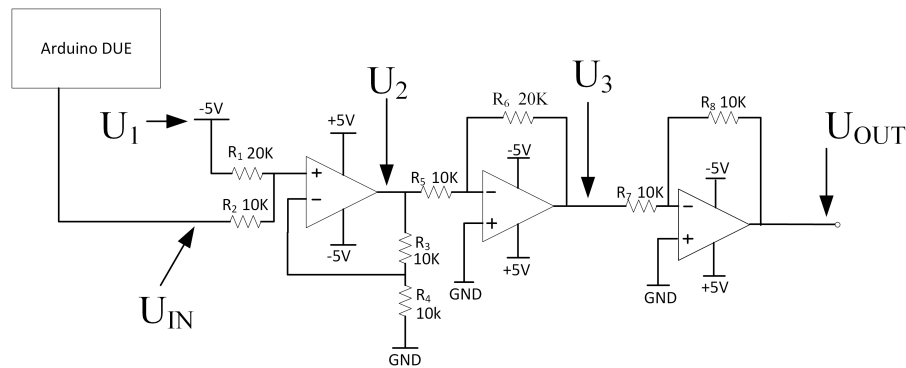 Arduino DUE
U1
-5V
R1 20K
R2 10K
UIN
+5V
+
−
-5V
U2
R3
10K
R4
10k
GND
R5 10K
R6 20K
-5V
−
+
+5V
GND
U3
R7 10K
R8 10K
-5V
−
+
+5V
GND
UOUT